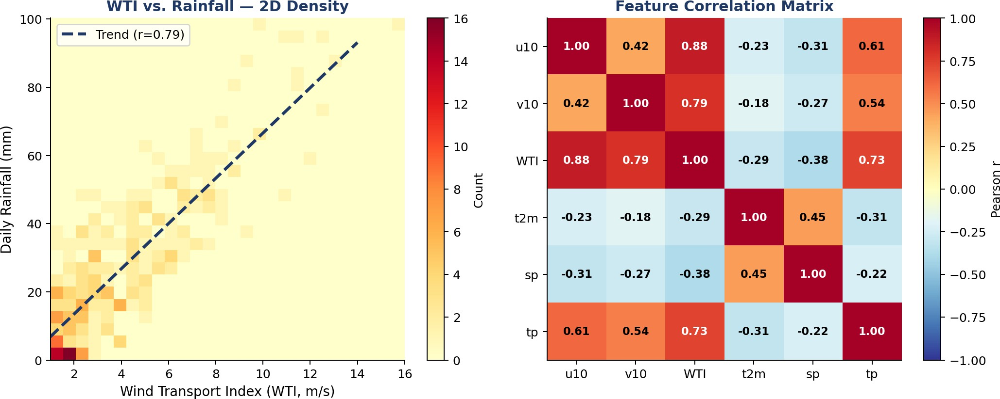 WTI vs. Rainfall — 2D Density
Trend (r=0.79)
Daily Rainfall (mm)
100
80
60
40
20
0
2 4 6 8 10 12 14 16
Wind Transport Index (WTI, m/s)
16
14
12
10
8
6
4
2
0
Count
Feature Correlation Matrix
u10 1.00 0.42 0.88 -0.23 -0.31 0.61
v10 0.42 1.00 0.79 -0.18 -0.27 0.54
WTI 0.88 0.79 1.00 -0.29 -0.38 0.73
t2m -0.23 -0.18 -0.29 1.00 0.45 -0.31
sp -0.31 -0.27 -0.38 0.45 1.00 -0.22
tp 0.61 0.54 0.73 -0.31 -0.22 1.00
u10 v10 WTI t2m sp tp
1.00
0.75
0.50
0.25
0.00
−0.25
−0.50
−0.75
−1.00
Pearson r